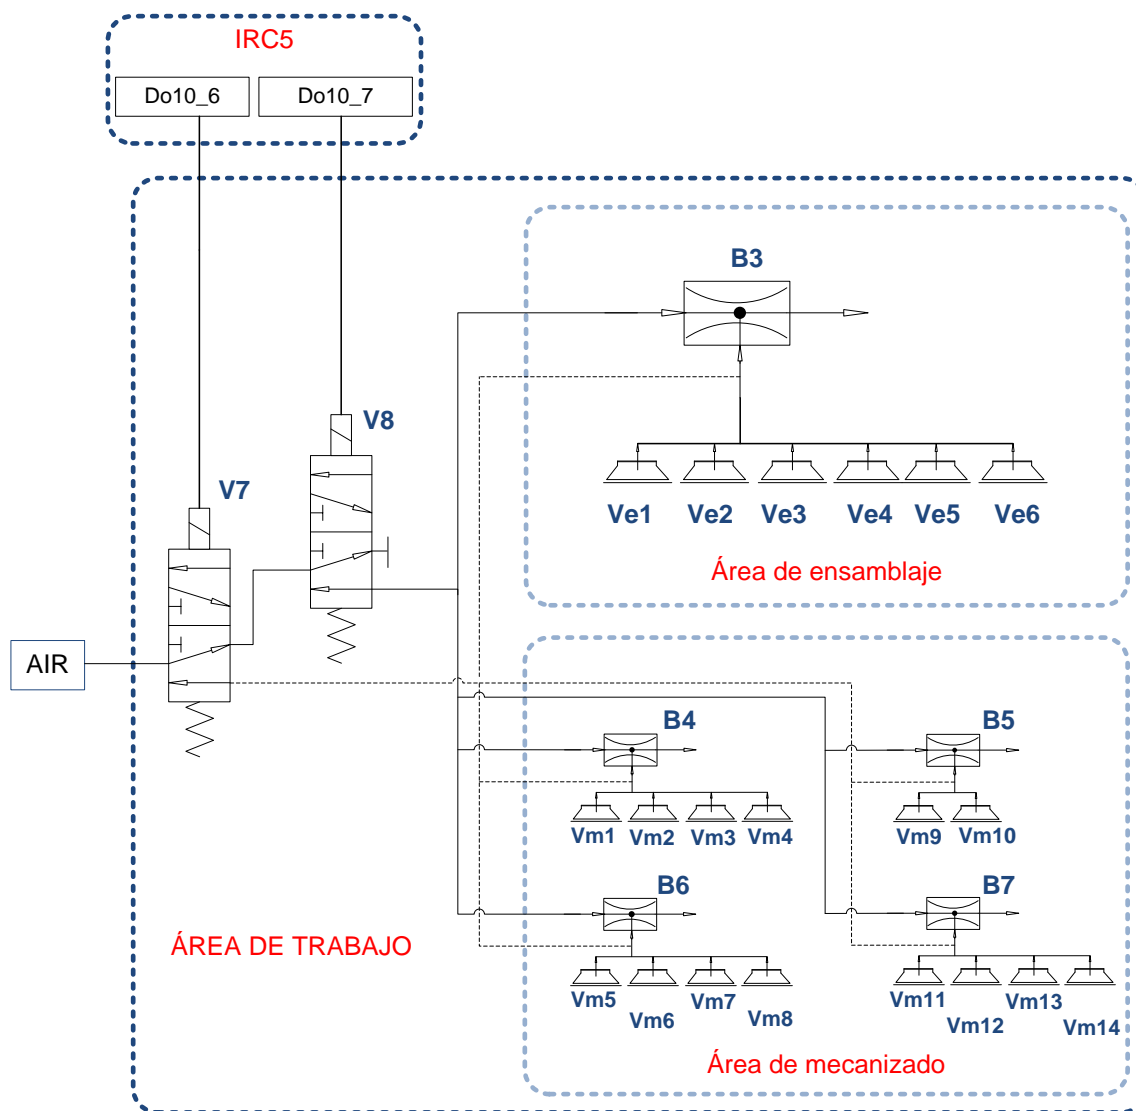 IRC5
Do10_6
Do10_7
B3
V8
V7
Ve1
Ve2
Ve3
Ve4
Ve5
Ve6
Área de ensamblaje
AIR
B4
B5
Vm1
Vm2
Vm3
Vm4
Vm9
Vm10
B6
B7
ÁREA DE TRABAJO
Vm5
Vm6
Vm7
Vm8
Vm11
Vm12
Vm13
Vm14
Área de mecanizado